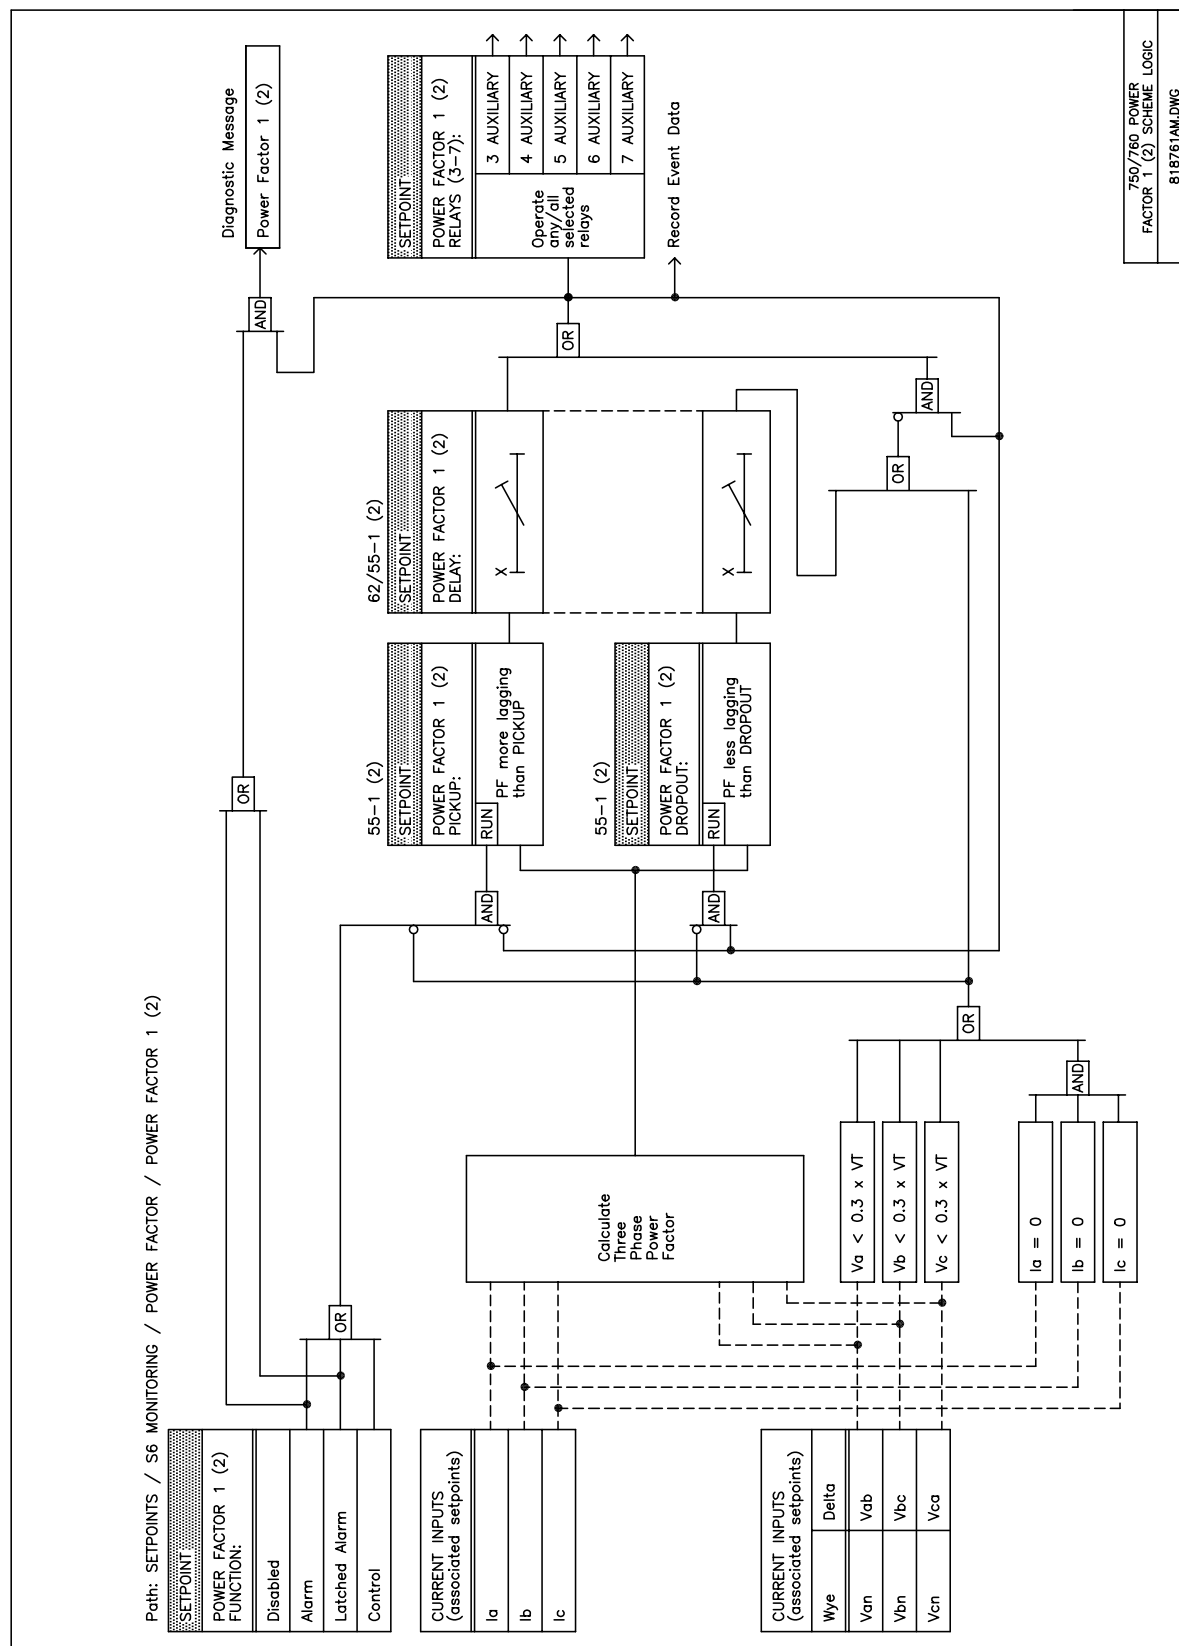 Path: SETPOINTS / S6 MONITORING / POWER FACTOR / POWER FACTOR 1 (2)
SETPOINT
POWER FACTOR 1 (2)
FUNCTION:
Disabled
Alarm
Latched Alarm
Control
OR
OR
AND
Diagnostic Message
Power Factor 1 (2)
CURRENT INPUTS
(associated setpoints)
Ia
Ib
Ic
CURRENT INPUTS
(associated setpoints)
Wye
Delta
Van
Vab
Vbn
Vbc
Vcn
Vca
Calculate
Three
Phase
Power
Factor
Va < 0.3 x VT
Vb < 0.3 x VT
Vc < 0.3 x VT
Ia = 0
Ib = 0
Ic = 0
AND
OR
AND
AND
55-1 (2)
SETPOINT
POWER FACTOR 1 (2)
PICKUP:
RUN
PF more lagging
than PICKUP
55-1 (2)
SETPOINT
POWER FACTOR 1 (2)
DROPOUT:
RUN
PF less lagging
than DROPOUT
62/55-1 (2)
SETPOINT
POWER FACTOR 1 (2)
DELAY:
X
X
OR
AND
OR
SETPOINT
POWER FACTOR 1 (2)
RELAYS (3-7):
Operate
any/all
selected
relays
3 AUXILIARY
4 AUXILIARY
5 AUXILIARY
6 AUXILIARY
7 AUXILIARY
Record Event Data
750/760 POWER
FACTOR 1 (2) SCHEME LOGIC
818761AM.DWG